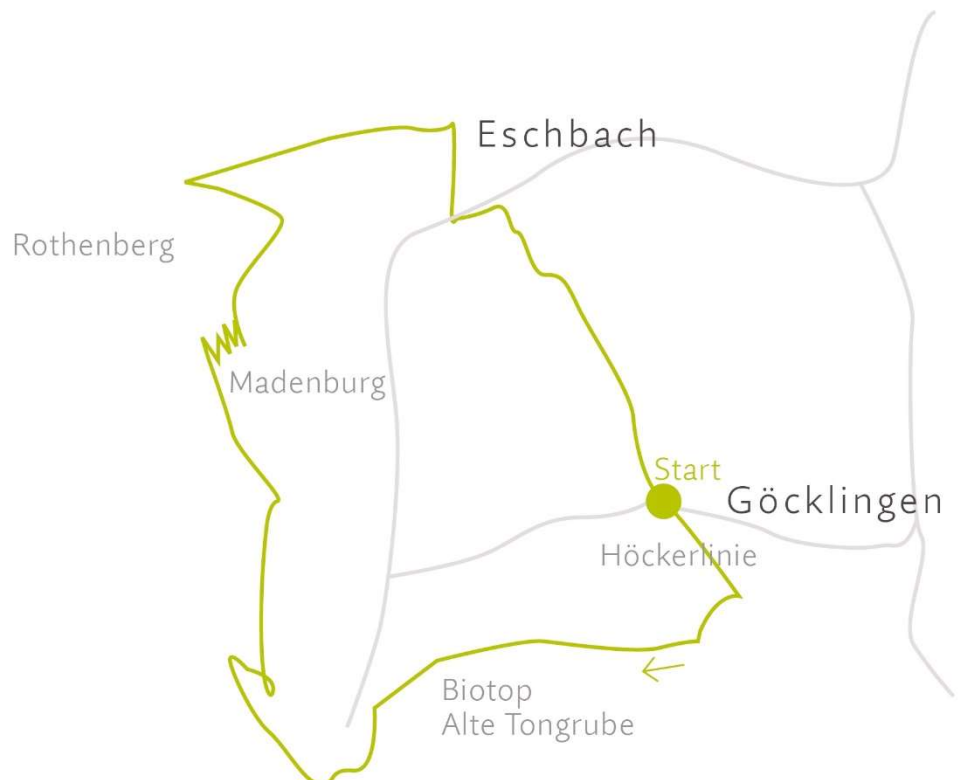 Eschbach
Rothenberg
Madenburg
Start
Göcklingen
Höckerlinie
Biotop
Alte Tongrube